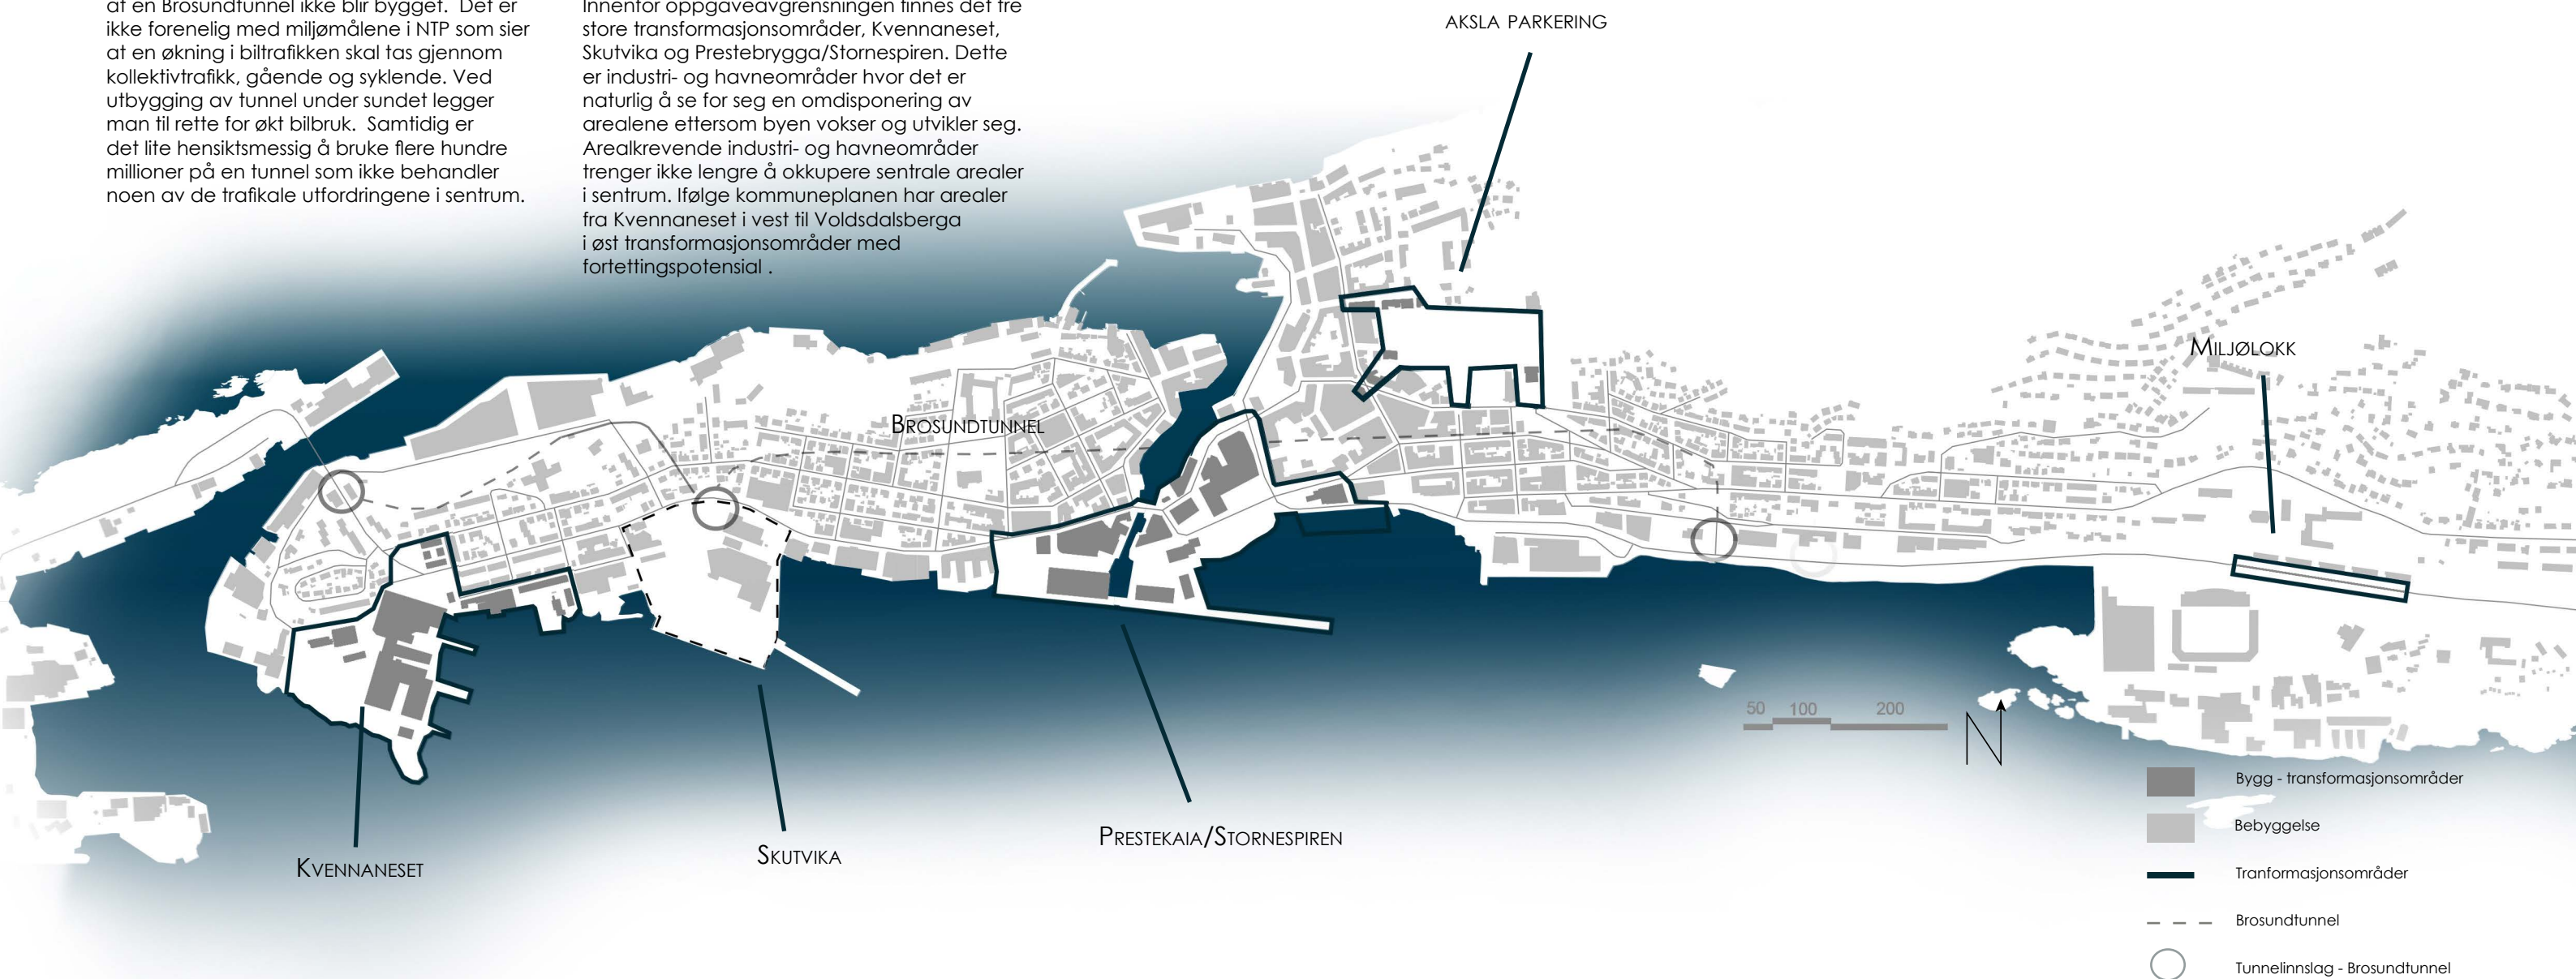 at en Brosundtunnel ikke blir bygget.  Det er
ikke forenelig med miljømålene i NTP som sier
at en økning i biltrafikken skal tas gjennom
kollektivtrafikk, gående og syklende. Ved
utbygging av tunnel under sundet legger
man til rette for økt bilbruk.  Samtidig er
det lite hensiktsmessig å bruke flere hundre
millioner på en tunnel som ikke behandler
noen av de trafikale utfordringene i sentrum.
Innenfor oppgaveavgrensningen finnes det tre
store transformasjonsområder, Kvennaneset,
Skutvika og Prestebrygga/Stornespiren. Dette
er industri- og havneområder hvor det er
naturlig å se for seg en omdisponering av
arealene ettersom byen vokser og utvikler seg.
Arealkrevende industri- og havneområder
trenger ikke lengre å okkupere sentrale arealer
i sentrum. Ifølge kommuneplanen har arealer
fra Kvennaneset i vest til Voldsdalsberga
i øst transformasjonsområder med
fortettingspotensial .
AKSLA PARKERING
MILJØLOKK
BROSUNDTUNNEL
50 100 200
N
KVENNANESET
SKUTVIKA
PRESTEKAIA/STORNESPIREN
Bygg - transformasjonsområder
Bebyggelse
Tranformasjonsområder
Brosundtunnel
Tunnelinnslag - Brosundtunnel